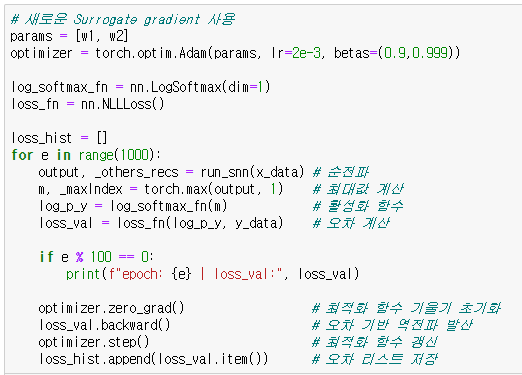 # 새로운 Surrogate gradient 사용
params = [w1, w2]
optimizer = torch.optim.Adam(params, lr=2e-3, betas=(0.9,0.999))
log_softmax_fn = nn.LogSoftmax(dim=1)
loss_fn = nn.NLLLoss()
loss_hist = []
for e in range(1000):
    output, _others_recs = run_snn(x_data) # 순전파
    m, _maxIndex = torch.max(output, 1)    # 최대값 계산
    log_p_y = log_softmax_fn(m)            # 활성화 함수
    loss_val = loss_fn(log_p_y, y_data)    # 오차 계산
    if e % 100 == 0:
        print(f"epoch: {e} | loss_val:", loss_val)
    optimizer.zero_grad()                  # 최적화 함수 기울기 초기화
    loss_val.backward()                    # 오차 기반 역전파 발산
    optimizer.step()                       # 최적화 함수 갱신
    loss_hist.append(loss_val.item())      # 오차 리스트 저장